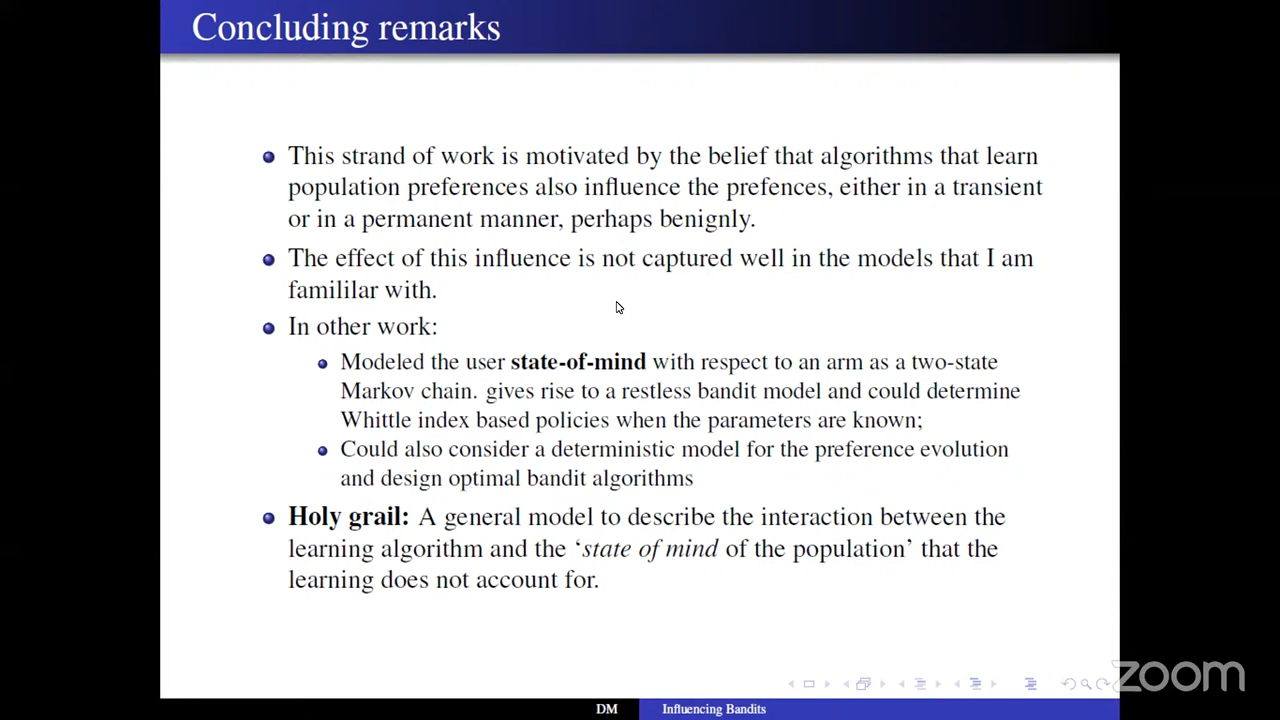 Concluding remarks
This strand of work is motivated by the belief that algorithms that learn
population preferences also influence the prefences, either in a transient
or in a permanent manner, perhaps benignly.
The effect of this influence is not captured well in the models that I am
famililar with.
In other work:
Modeled the user state-of-mind with respect to an arm as a two-state
Markov chain. gives rise to a restless bandit model and could determine
Whittle index based policies when the parameters are known;
Could also consider a deterministic model for the preference evolution
and design optimal bandit algorithms
Holy grail: A general model to describe the interaction between the
learning algorithm and the ‘state of mind of the population’ that the
learning does not account for.
zoom
DM Influencing Bandits